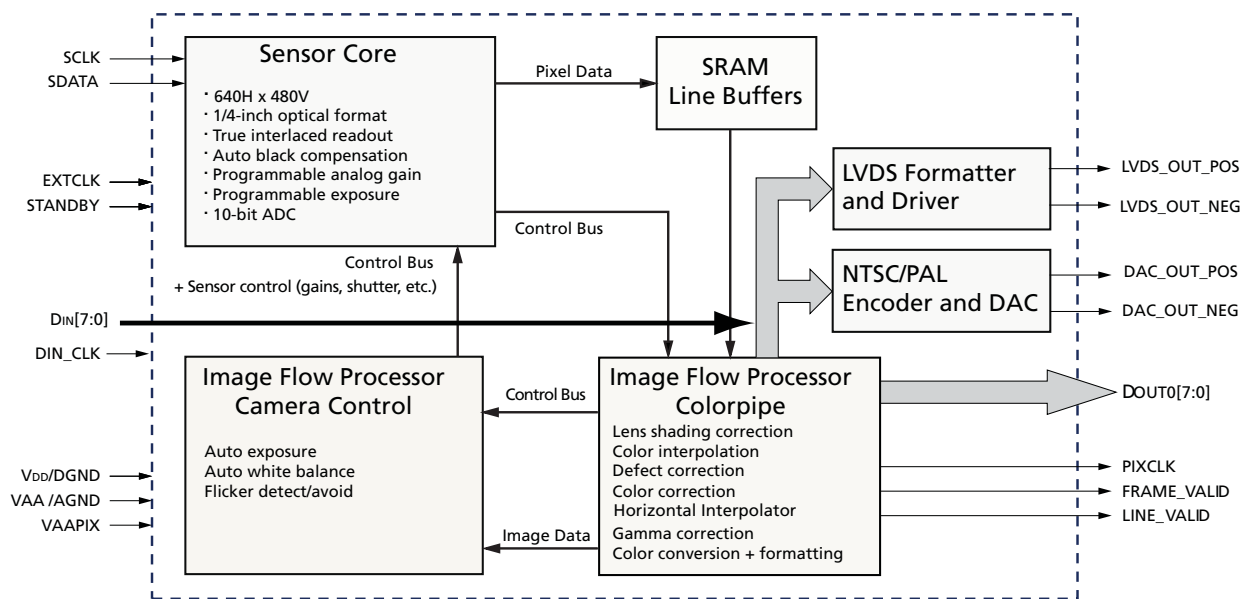 SCLK
SDATA
EXTCLK
STANDBY
DIN[7:0]
DIN_CLK
VDD/DGND
VAA /AGND
VAAPIX
Sensor Core
· 640H x 480V
· 1/4-inch optical format
· True interlaced readout
· Auto black compensation
· Programmable analog gain
· Programmable exposure
· 10-bit ADC
Pixel Data
SRAM
Line Buffers
Control Bus
Control Bus
+ Sensor control (gains, shutter, etc.)
LVDS Formatter
and Driver
NTSC/PAL
Encoder and DAC
Image Flow Processor
Camera Control
Auto exposure
Auto white balance
Flicker detect/avoid
Control Bus
Image Data
Image Flow Processor
Colorpipe
Lens shading correction
Color interpolation
Defect correction
Color correction
Horizontal Interpolator
Gamma correction
Color conversion + formatting
LVDS_OUT_POS
LVDS_OUT_NEG
DAC_OUT_POS
DAC_OUT_NEG
DOUT0[7:0]
PIXCLK
FRAME_VALID
LINE_VALID